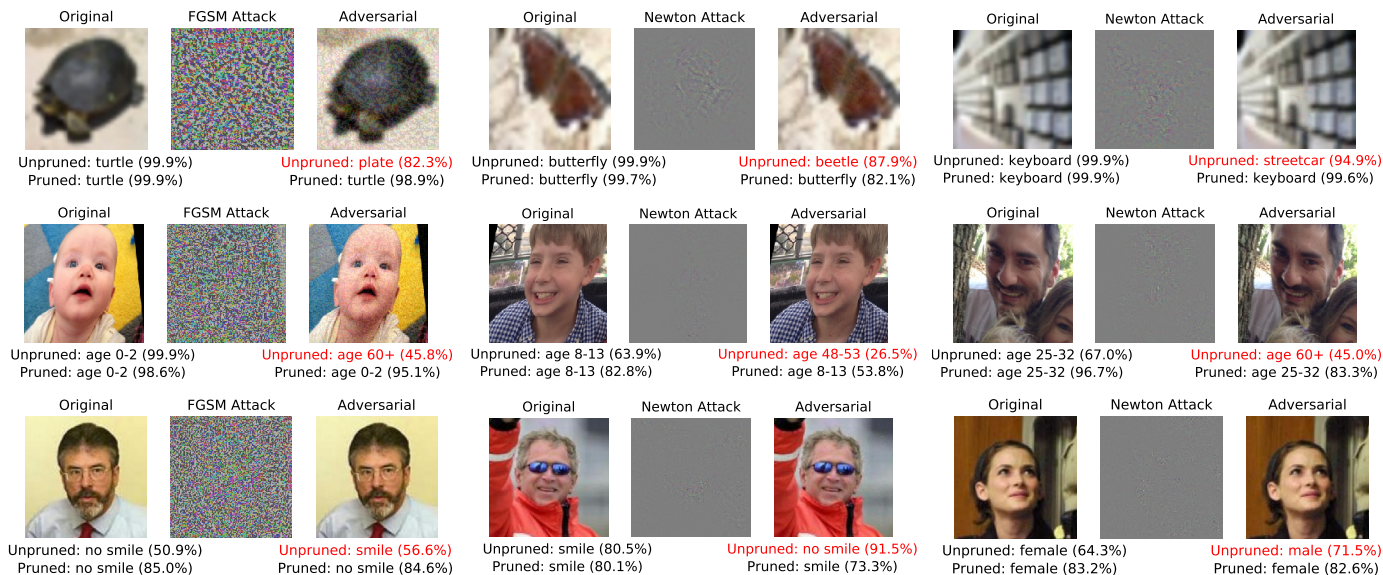 Original FGSM Attack Adversarial
Unpruned: turtle (99.9%) Unpruned: plate (82.3%)
Pruned: turtle (99.9%) Pruned: turtle (98.9%)
Original Newton Attack Adversarial
Unpruned: butterfly (99.9%) Unpruned: beetle (87.9%)
Pruned: butterfly (99.7%) Pruned: butterfly (82.1%)
Original Newton Attack Adversarial
Unpruned: keyboard (99.9%) Unpruned: streetcar (94.9%)
Pruned: keyboard (99.9%) Pruned: keyboard (99.6%)
Original FGSM Attack Adversarial
Unpruned: age 0-2 (99.9%) Unpruned: age 60+ (45.8%)
Pruned: age 0-2 (98.6%) Pruned: age 0-2 (95.1%)
Original Newton Attack Adversarial
Unpruned: age 8-13 (63.9%) Unpruned: age 48-53 (26.5%)
Pruned: age 8-13 (82.8%) Pruned: age 8-13 (53.8%)
Original Newton Attack Adversarial
Unpruned: age 25-32 (67.0%) Unpruned: age 60+ (45.0%)
Pruned: age 25-32 (96.7%) Pruned: age 25-32 (83.3%)
Original FGSM Attack Adversarial
Unpruned: no smile (50.9%) Unpruned: smile (56.6%)
Pruned: no smile (85.0%) Pruned: no smile (84.6%)
Original Newton Attack Adversarial
Unpruned: smile (80.5%) Unpruned: no smile (91.5%)
Pruned: smile (80.1%) Pruned: smile (73.3%)
Original Newton Attack Adversarial
Unpruned: female (64.3%) Unpruned: male (71.5%)
Pruned: female (83.2%) Pruned: female (82.6%)